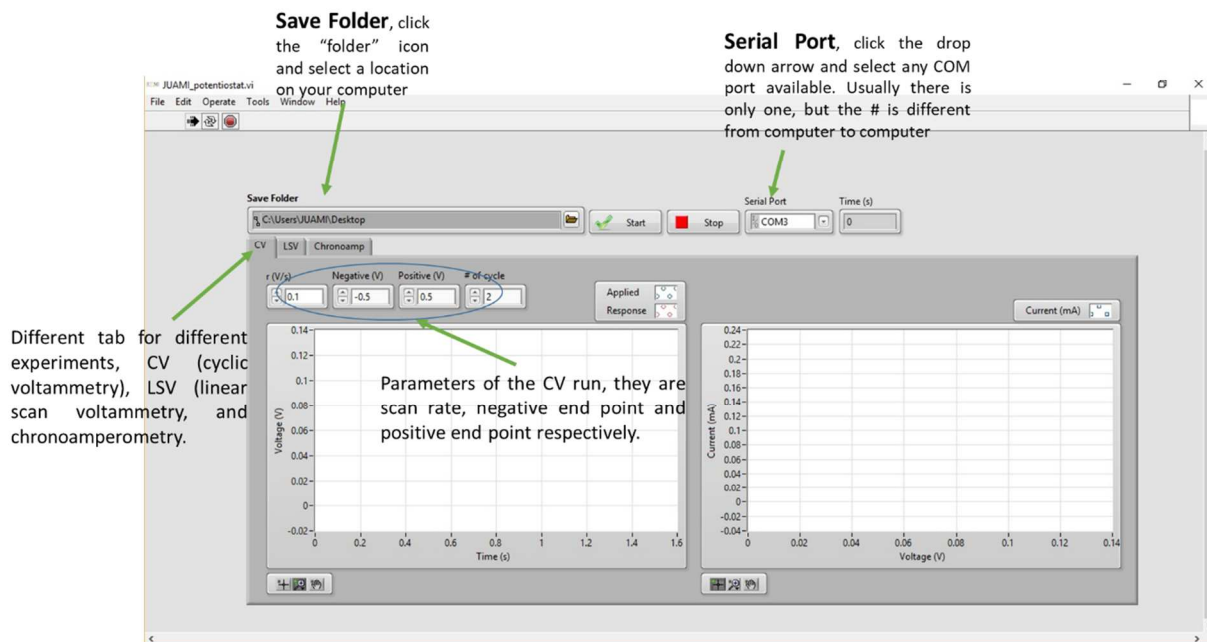 Save Folder, click
the “folder” icon
and select a location
on your computer
Serial Port, click the drop
down arrow and select any COM
port available. Usually there is
only one, but the # is different
from computer to computer
JUAMI_potentiostat.vi
File Edit Operate Tools Window Help
Save Folder
C:\Users\JUAMI\Desktop
Start
Stop
Serial Port
COM3
Time (s)
0
CV LSV Chronoamp
r (V/s) Negative (V) Positive (V) # of cycle
0.1 -0.5 0.5 2
Applied
Response
Current (mA)
Different tab for different
experiments, CV (cyclic
voltammetry), LSV (linear
scan voltammetry, and
chronoamperometry.
Parameters of the CV run, they are
scan rate, negative end point and
positive end point respectively.
0.14
0.12
0.1
0.08
0.06
0.04
0.02
0
-0.02
Voltage (V)
0 0.2 0.4 0.6 0.8 1 1.2 1.4 1.6
Time (s)
0.24
0.22
0.2
0.18
0.16
0.14
0.12
0.1
0.08
0.06
0.04
0.02
0
-0.02
-0.04
Current (mA)
0 0.02 0.04 0.06 0.08 0.1 0.12 0.14
Voltage (V)